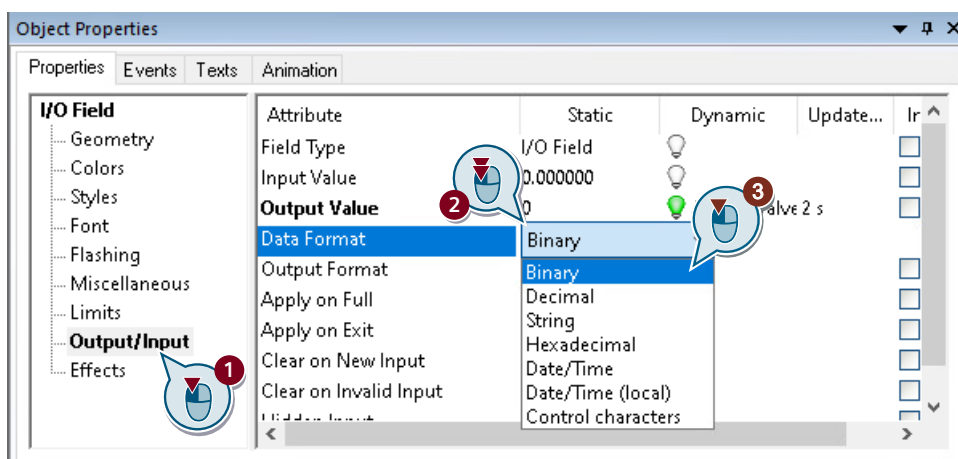 Object Properties
Properties Events Texts Animation
I/O Field
Geometry
Colors
Styles
Font
Flashing
Miscellaneous
Limits
Output/Input
Effects
1
Attribute Static Dynamic Update... Ir
Field Type I/O Field
Input Value 0.000000
Output Value 2 0 alve 2 s
3
Data Format Binary
Output Format
Apply on Full
Apply on Exit
Clear on New Input
Clear on Invalid Input
Binary
Decimal
String
Hexadecimal
Date/Time
Date/Time (local)
Control characters